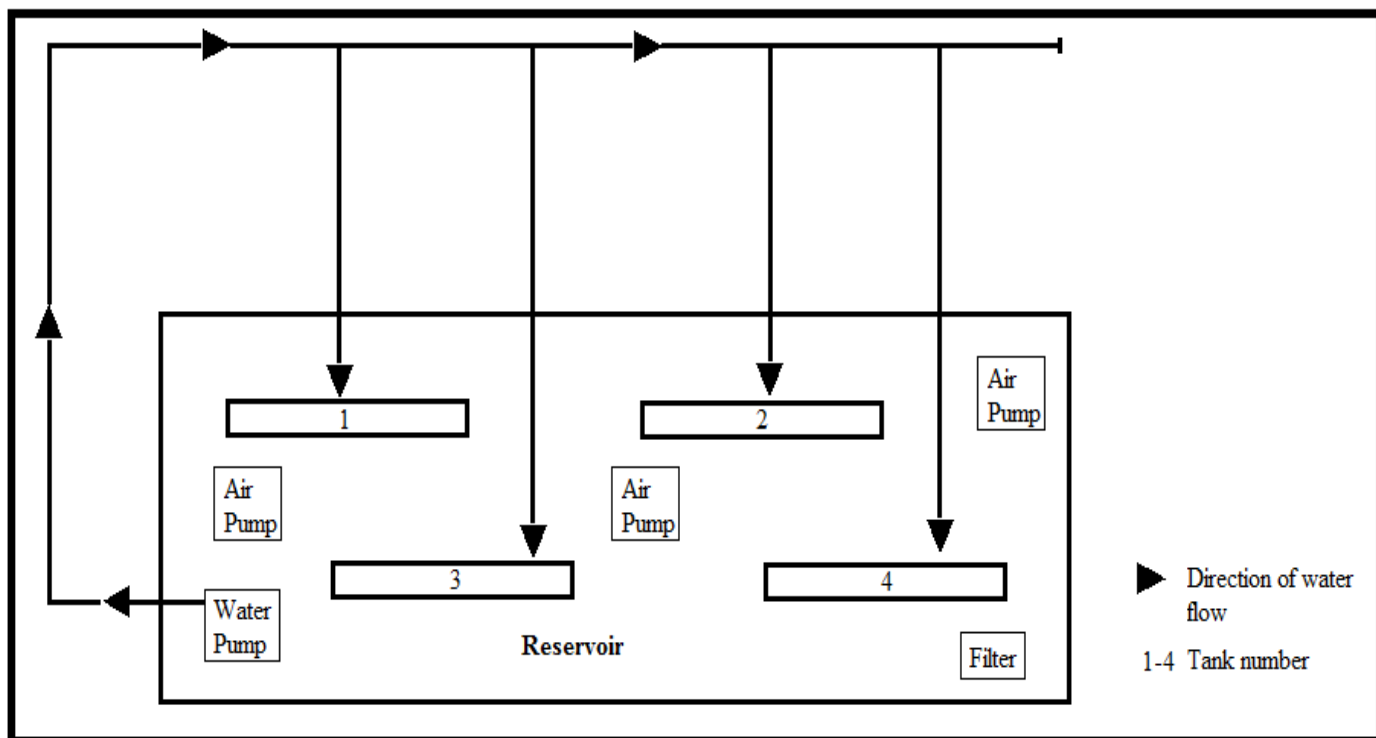 1
2
Air
Pump
Air
Pump
Air
Pump
3
4
Water
Pump
Reservoir
Filter
Direction of water
flow
1-4 Tank number